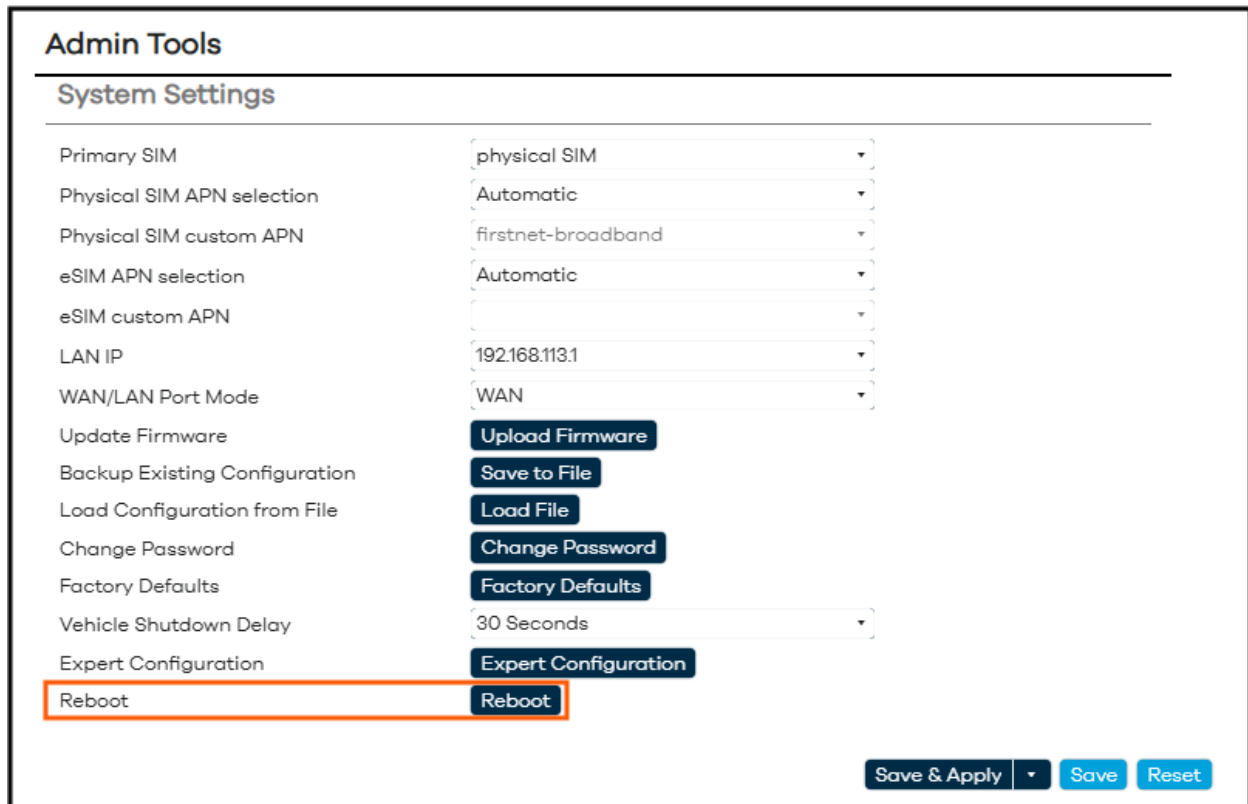 Admin Tools
System Settings
Primary SIM physical SIM
Physical SIM APN selection Automatic
Physical SIM custom APN firstnet-broadband
eSIM APN selection Automatic
eSIM custom APN
LAN IP 192.168.113.1
WAN/LAN Port Mode WAN
Update Firmware Upload Firmware
Backup Existing Configuration Save to File
Load Configuration from File Load File
Change Password Change Password
Factory Defaults Factory Defaults
Vehicle Shutdown Delay 30 Seconds
Expert Configuration Expert Configuration
Reboot Reboot
Save & Apply Save Reset